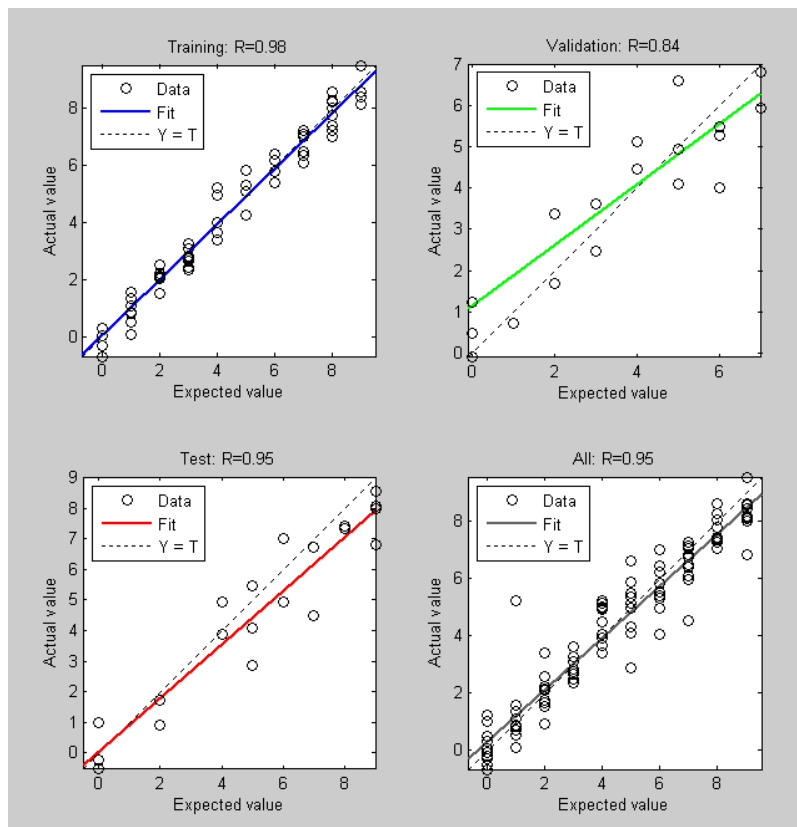 Training: R=0.98
Data
Fit
Y = T
8
6
4
2
0
0 2 4 6 8
Actual value
Expected value
Validation: R=0.84
Data
Fit
Y = T
7
6
5
4
3
2
1
0
0 2 4 6
Actual value
Expected value
Test: R=0.95
Data
Fit
Y = T
9
8
7
6
5
4
3
2
1
0
0 2 4 6 8
Actual value
Expected value
All: R=0.95
Data
Fit
Y = T
8
6
4
2
0
0 2 4 6 8
Actual value
Expected value